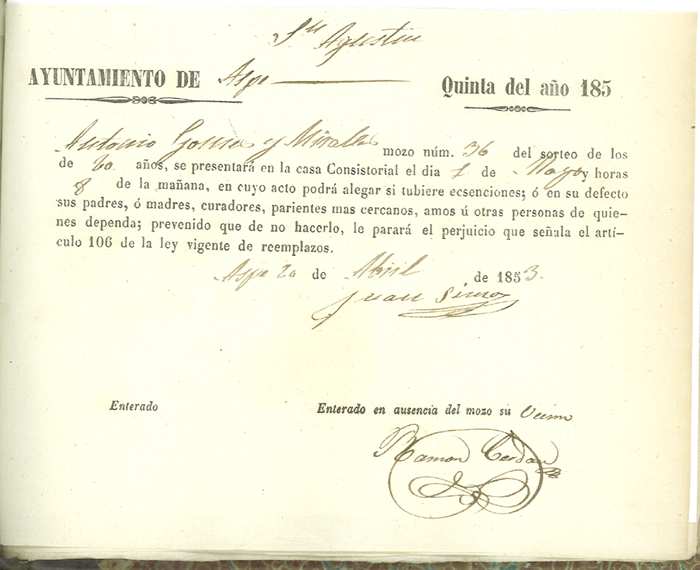 Sn Agustin
AYUNTAMIENTO DE Aspe Quinta del año 185
Antonio y Miralles mozo núm. 36 del sorteo de los
de 20 años, se presentará en la casa Consistorial el dia 1 de Mayo y horas
8 de la mañana, en cuyo acto podrá alegar si tubiere ecsenciones; ó en su defecto
sus padres, ó madres, curadores, parientes mas cercanos, amos ú otras personas de quie-
nes dependa; prevenido que de no hacerlo, le parará el perjuicio que señala el artí-
culo 106 de la ley vigente de reemplazos.
Aspe 20 de Abril de 1853.
Juan
Enterado Enterado en ausencia del mozo su Vecino
Ramon Cerdan